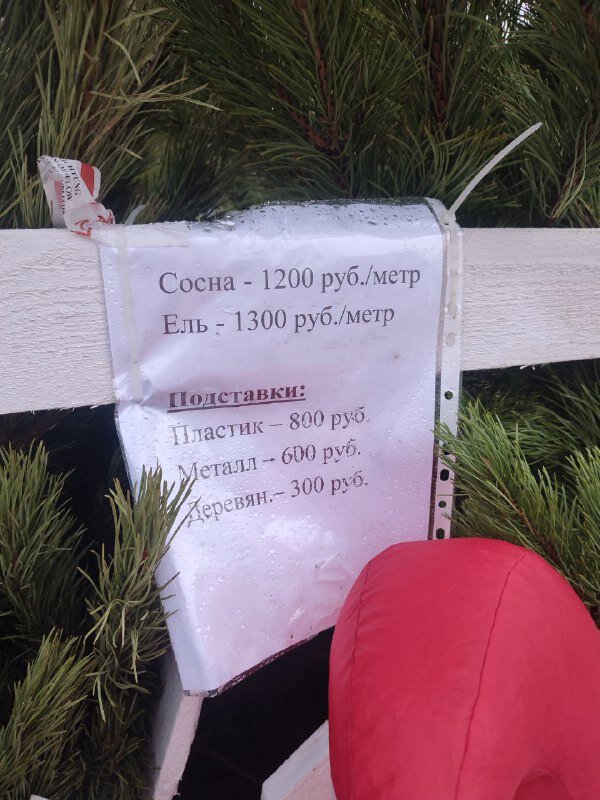 Сосна - 1200 руб./метр
Ель - 1300 руб./метр
Подставки:
Пластик – 800 руб.
Металл – 600 руб.
Деревян.– 300 руб.